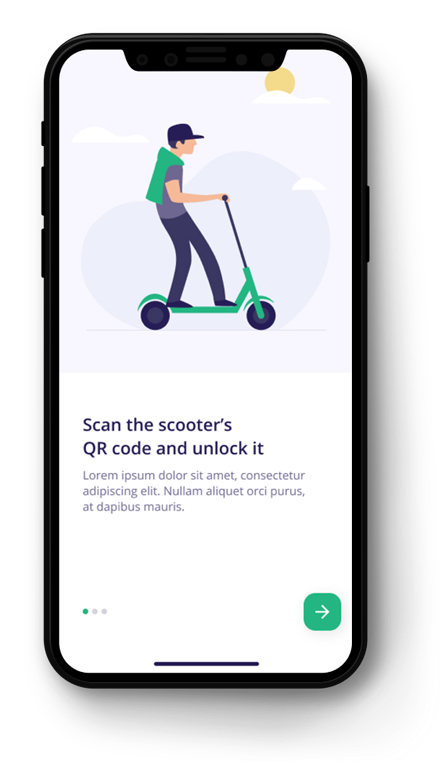 Scan the scooter’s
QR code and unlock it
Lorem ipsum dolor sit amet, consectetur
adipiscing elit. Nullam aliquet orci purus,
at dapibus mauris.